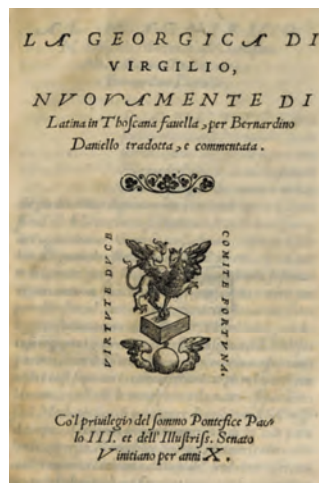 LA GEORGICA DI
VIRGILIO,
NVOVAMENTE DI
Latina in Thoscana fauella, per Bernardino
Daniello tradotta, e commentata.
VIRTVTE DVCE
COMITE FORTVNA.
Co'l priuilegio del sommo Pontefice Pao
lo III. et dell'Illustriss. Senato
Vinitiano per anni X.